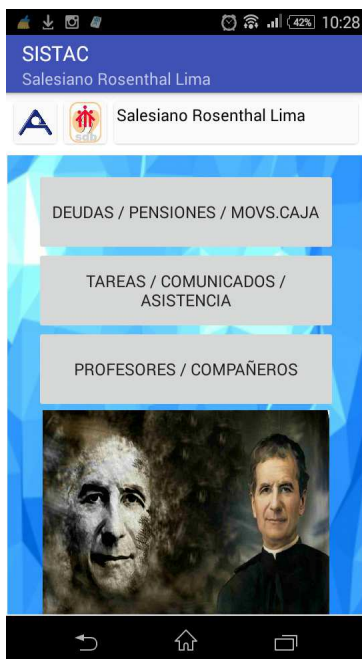 42% 10:28
SISTAC
Salesiano Rosenthal Lima
sdb
Salesiano Rosenthal Lima
DEUDAS / PENSIONES / MOVS.CAJA
TAREAS / COMUNICADOS /
ASISTENCIA
PROFESORES / COMPAÑEROS